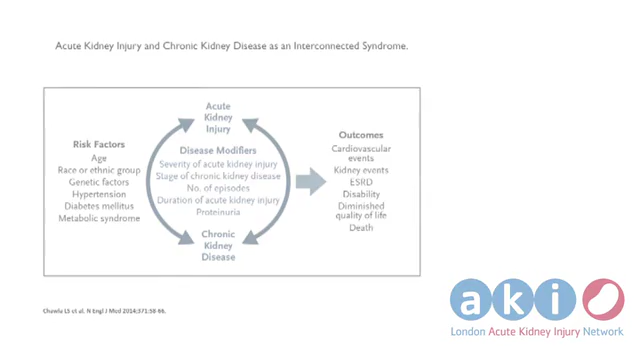 Acute Kidney Injury and Chronic Kidney Disease as an Interconnected Syndrome.
Risk Factors
Age
Race or ethnic group
Genetic factors
Hypertension
Diabetes mellitus
Metabolic syndrome
Acute
Kidney
Injury
Disease Modifiers
Severity of acute kidney injury
Stage of chronic kidney disease
No. of episodes
Duration of acute kidney injury
Proteinuria
Chronic
Kidney
Disease
Outcomes
Cardiovascular
events
Kidney events
ESRD
Disability
Diminished
quality of life
Death
Chawla LS et al. N Engl J Med 2014;371:58-66.
aki
London Acute Kidney Injury Network